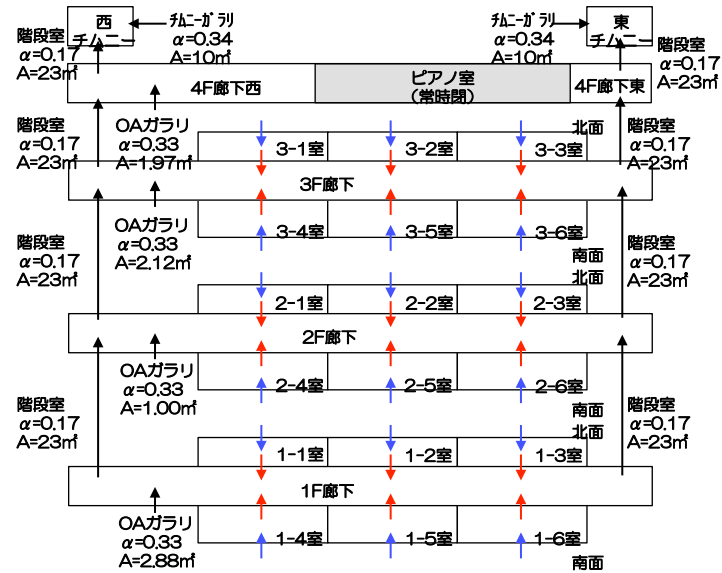 西
チムニー
チムニーガラリ
α=0.34
A=10㎡
階段室
α=0.17
A=23㎡
チムニーガラリ
α=0.34
A=10㎡
東
チムニー
階段室
α=0.17
A=23㎡
4F廊下西
ピアノ室
(常時閉)
4F廊下東
階段室
α=0.17
A=23㎡
OAガラリ
α=0.33
A=1.97㎡
北面
3-1室
3-2室
3-3室
階段室
α=0.17
A=23㎡
3F廊下
OAガラリ
α=0.33
A=2.12㎡
3-4室
3-5室
3-6室
南面
階段室
α=0.17
A=23㎡
北面
2-1室
2-2室
2-3室
階段室
α=0.17
A=23㎡
2F廊下
OAガラリ
α=0.33
A=1.00㎡
2-4室
2-5室
2-6室
南面
階段室
α=0.17
A=23㎡
北面
1-1室
1-2室
1-3室
階段室
α=0.17
A=23㎡
1F廊下
OAガラリ
α=0.33
A=2.88㎡
1-4室
1-5室
1-6室
南面